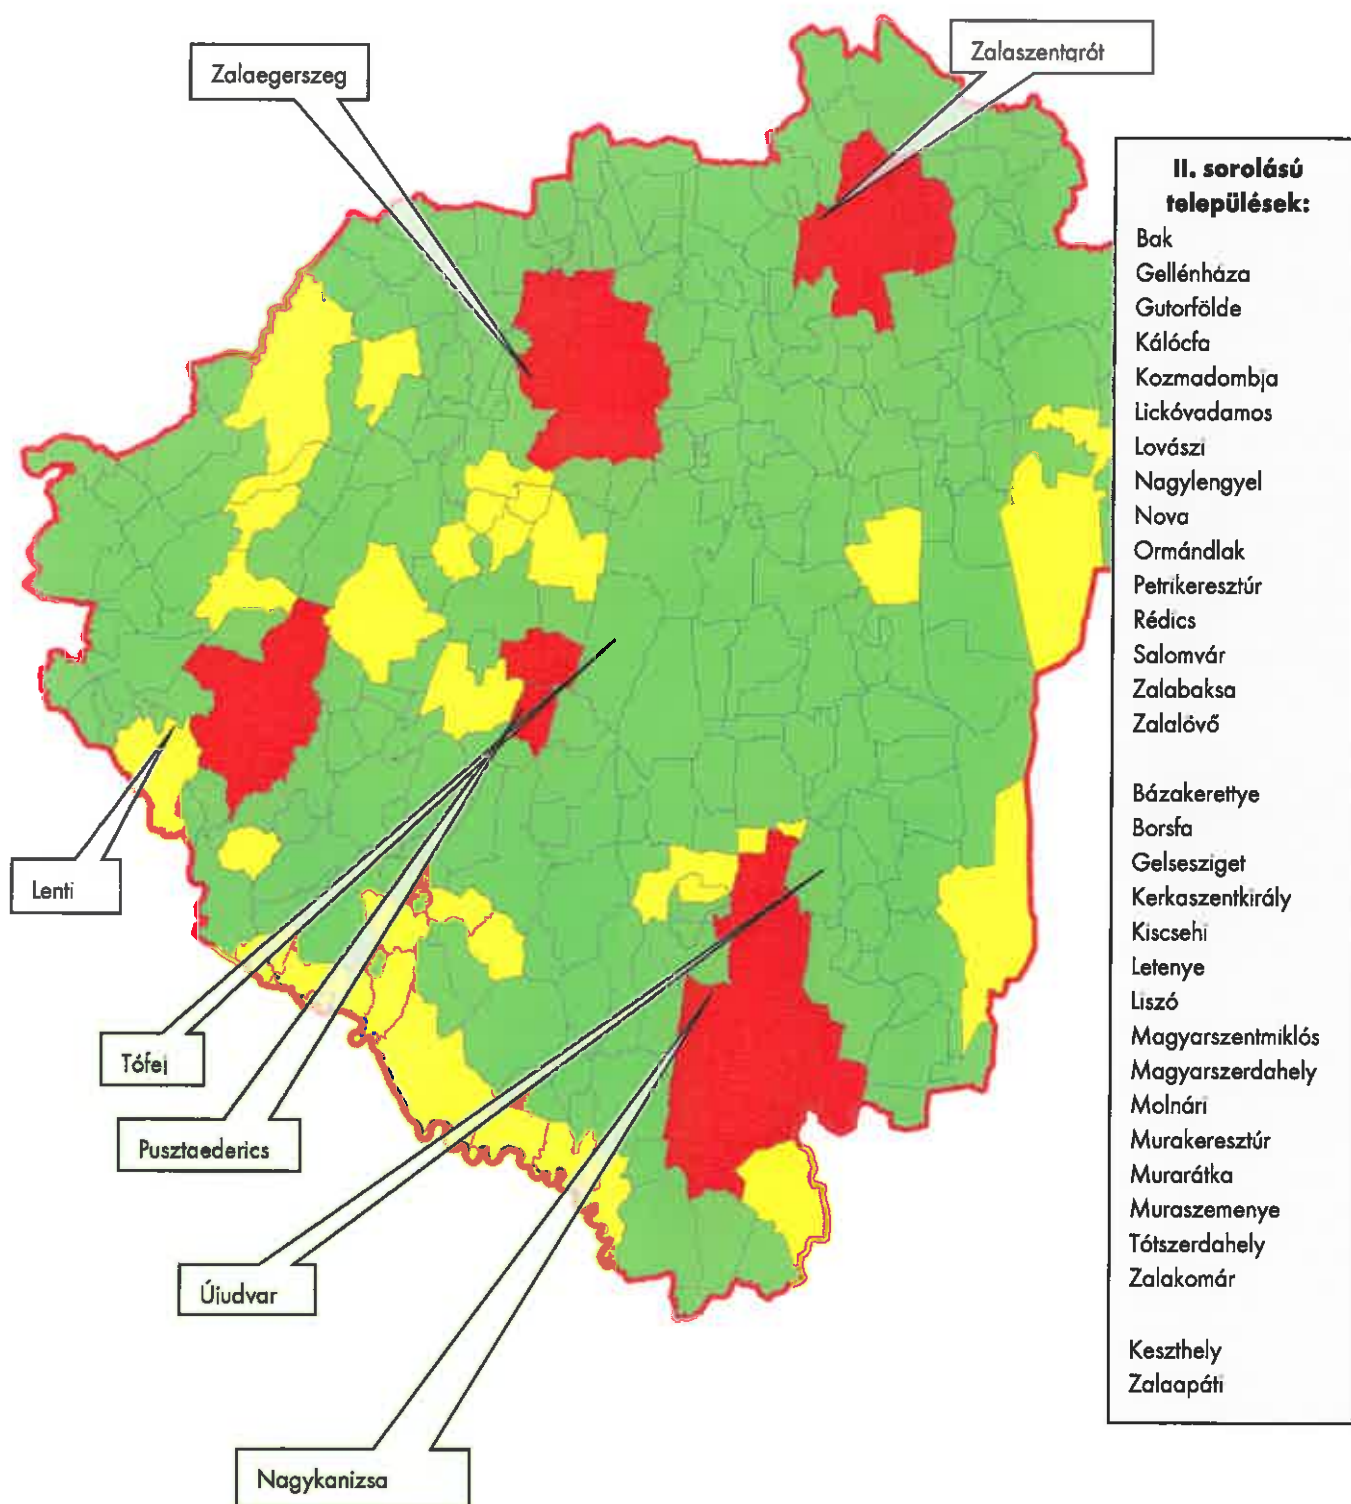 Zalaegerszeg
Zalaszentgrót
II. sorolású
települések:
Bak
Gellénháza
Gutorfölde
Kálócfa
Kozmadombja
Lickóvadamos
Lovászi
Nagylengyel
Nova
Ormándlak
Petrikeresztúr
Rédics
Salomvár
Zalabaksa
Zalalövő
Bázakerettye
Borsfa
Gelsesziget
Kerkaszentkirály
Kiscsehi
Letenye
Liszó
Magyarszentmiklós
Magyarszerdahely
Molnári
Murakeresztúr
Murarátka
Muraszemenye
Tótszerdahely
Zalakomár
Keszthely
Zalaapáti
Lenti
Tófej
Pusztaederics
Újudvar
Nagykanizsa